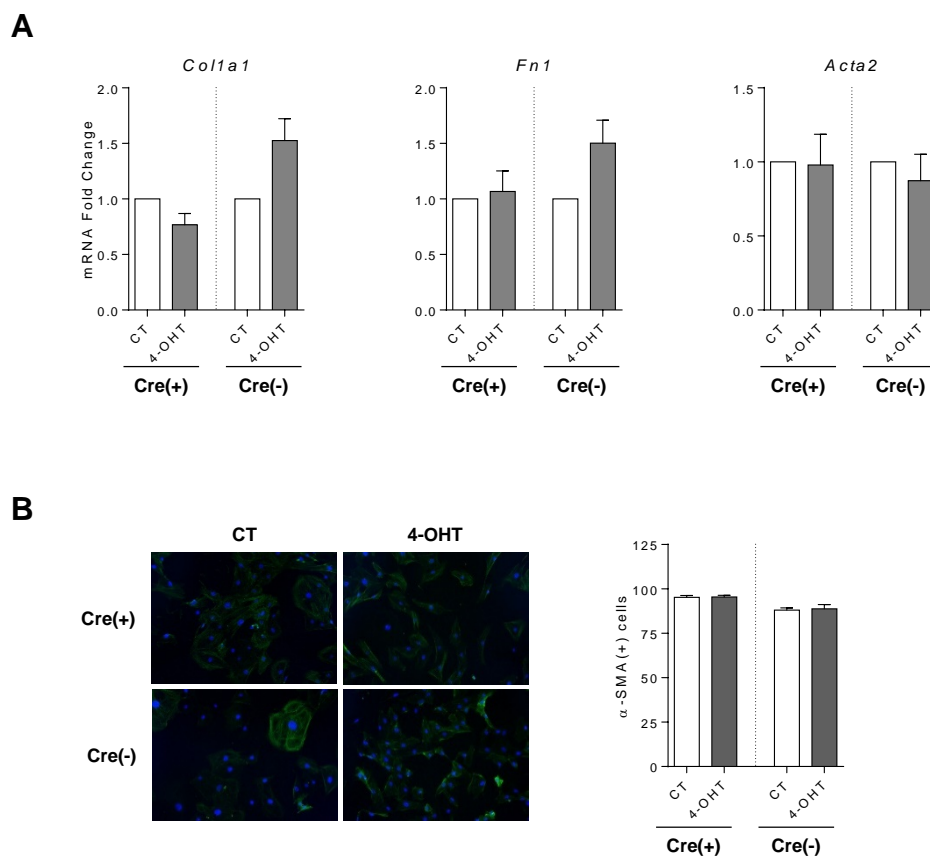 A
Col1a1
Fn1
Acta2
mRNA Fold Change
2.0
1.5
1.0
0.5
0.0
CT
4-OHT
CT
4-OHT
Cre(+)
Cre(-)
2.0
1.5
1.0
0.5
0.0
CT
4-OHT
CT
4-OHT
Cre(+)
Cre(-)
1.5
1.0
0.5
0.0
CT
4-OHT
CT
4-OHT
Cre(+)
Cre(-)
B
CT
4-OHT
Cre(+)
Cre(-)
α-SMA(+) cells
125
100
75
50
25
0
CT
4-OHT
CT
4-OHT
Cre(+)
Cre(-)